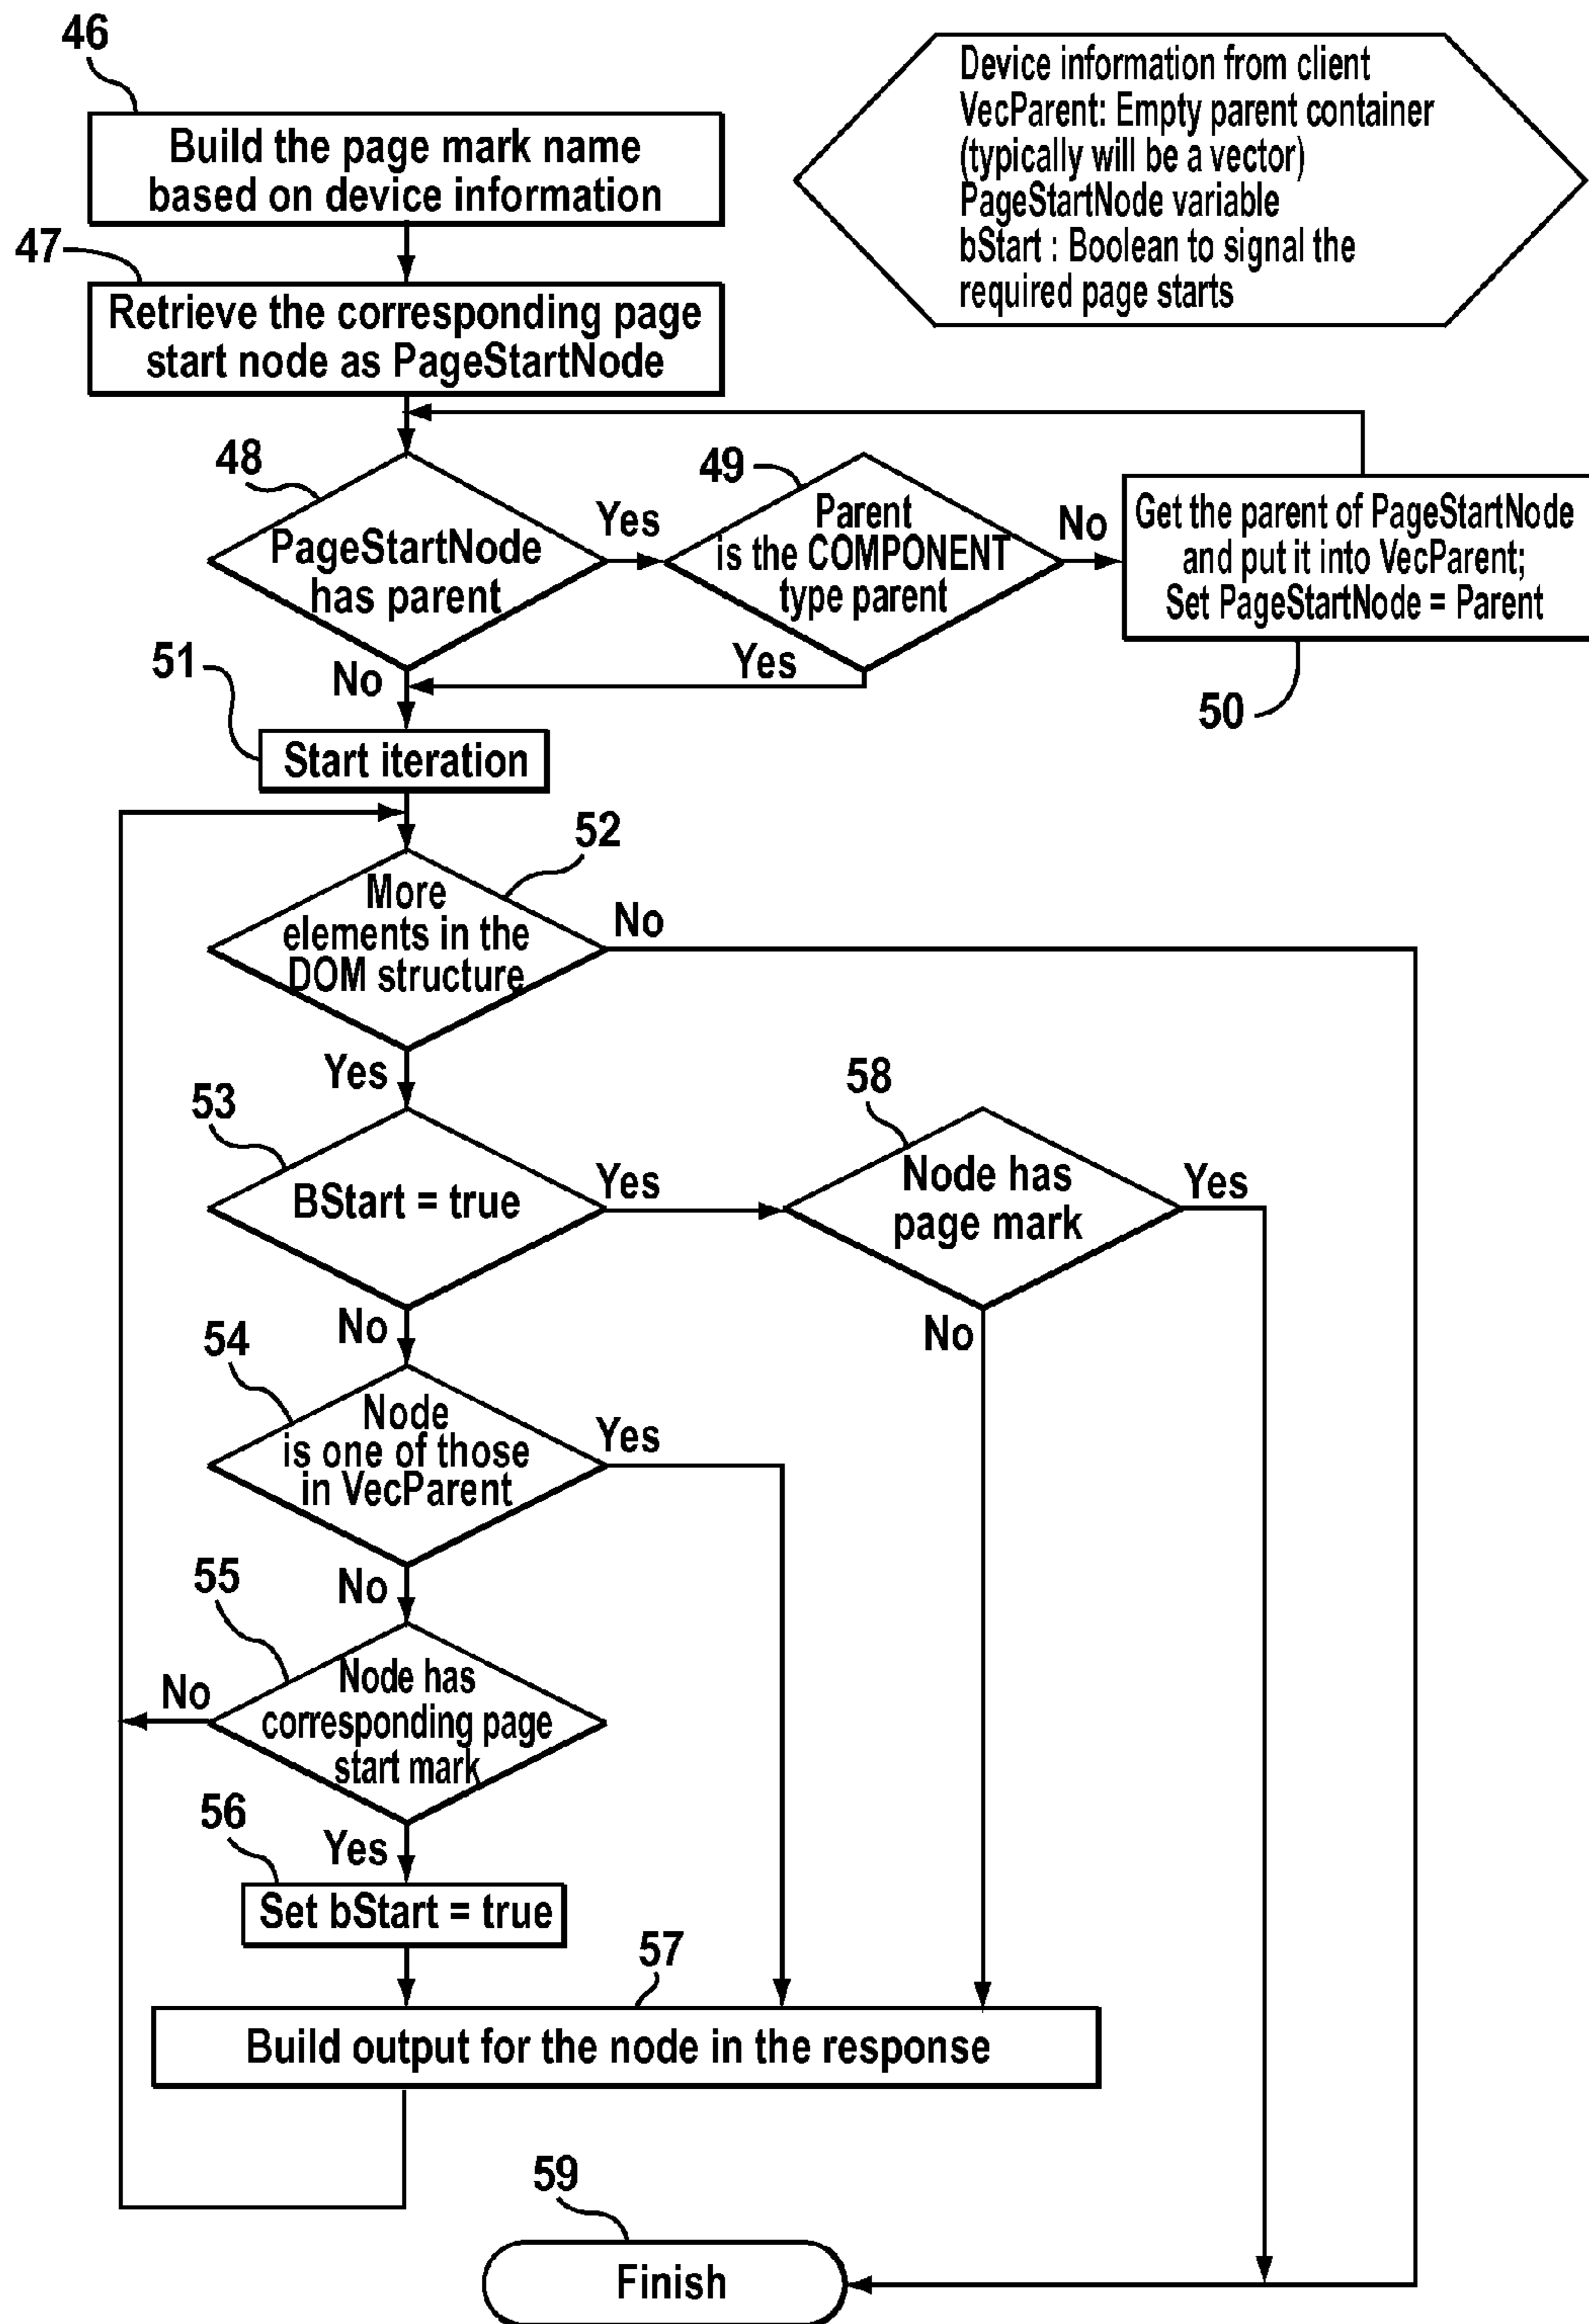 46
Build the page mark name
based on device information
Device information from client
VecParent: Empty parent container
(typically will be a vector)
PageStartNode variable
bStart : Boolean to signal the
required page starts
47
Retrieve the corresponding page
start node as PageStartNode
48
PageStartNode
has parent
Yes
49
Parent
is the COMPONENT
type parent
No
Get the parent of PageStartNode
and put it into VecParent;
Set PageStartNode = Parent
50
No
Yes
51
Start iteration
52
More
elements in the
DOM structure
No
Yes
53
BStart = true
Yes
58
Node has
page mark
Yes
No
No
54
Node
is one of those
in VecParent
Yes
No
55
Node has
corresponding page
start mark
No
Yes
56
Set bStart = true
57
Build output for the node in the response
59
Finish